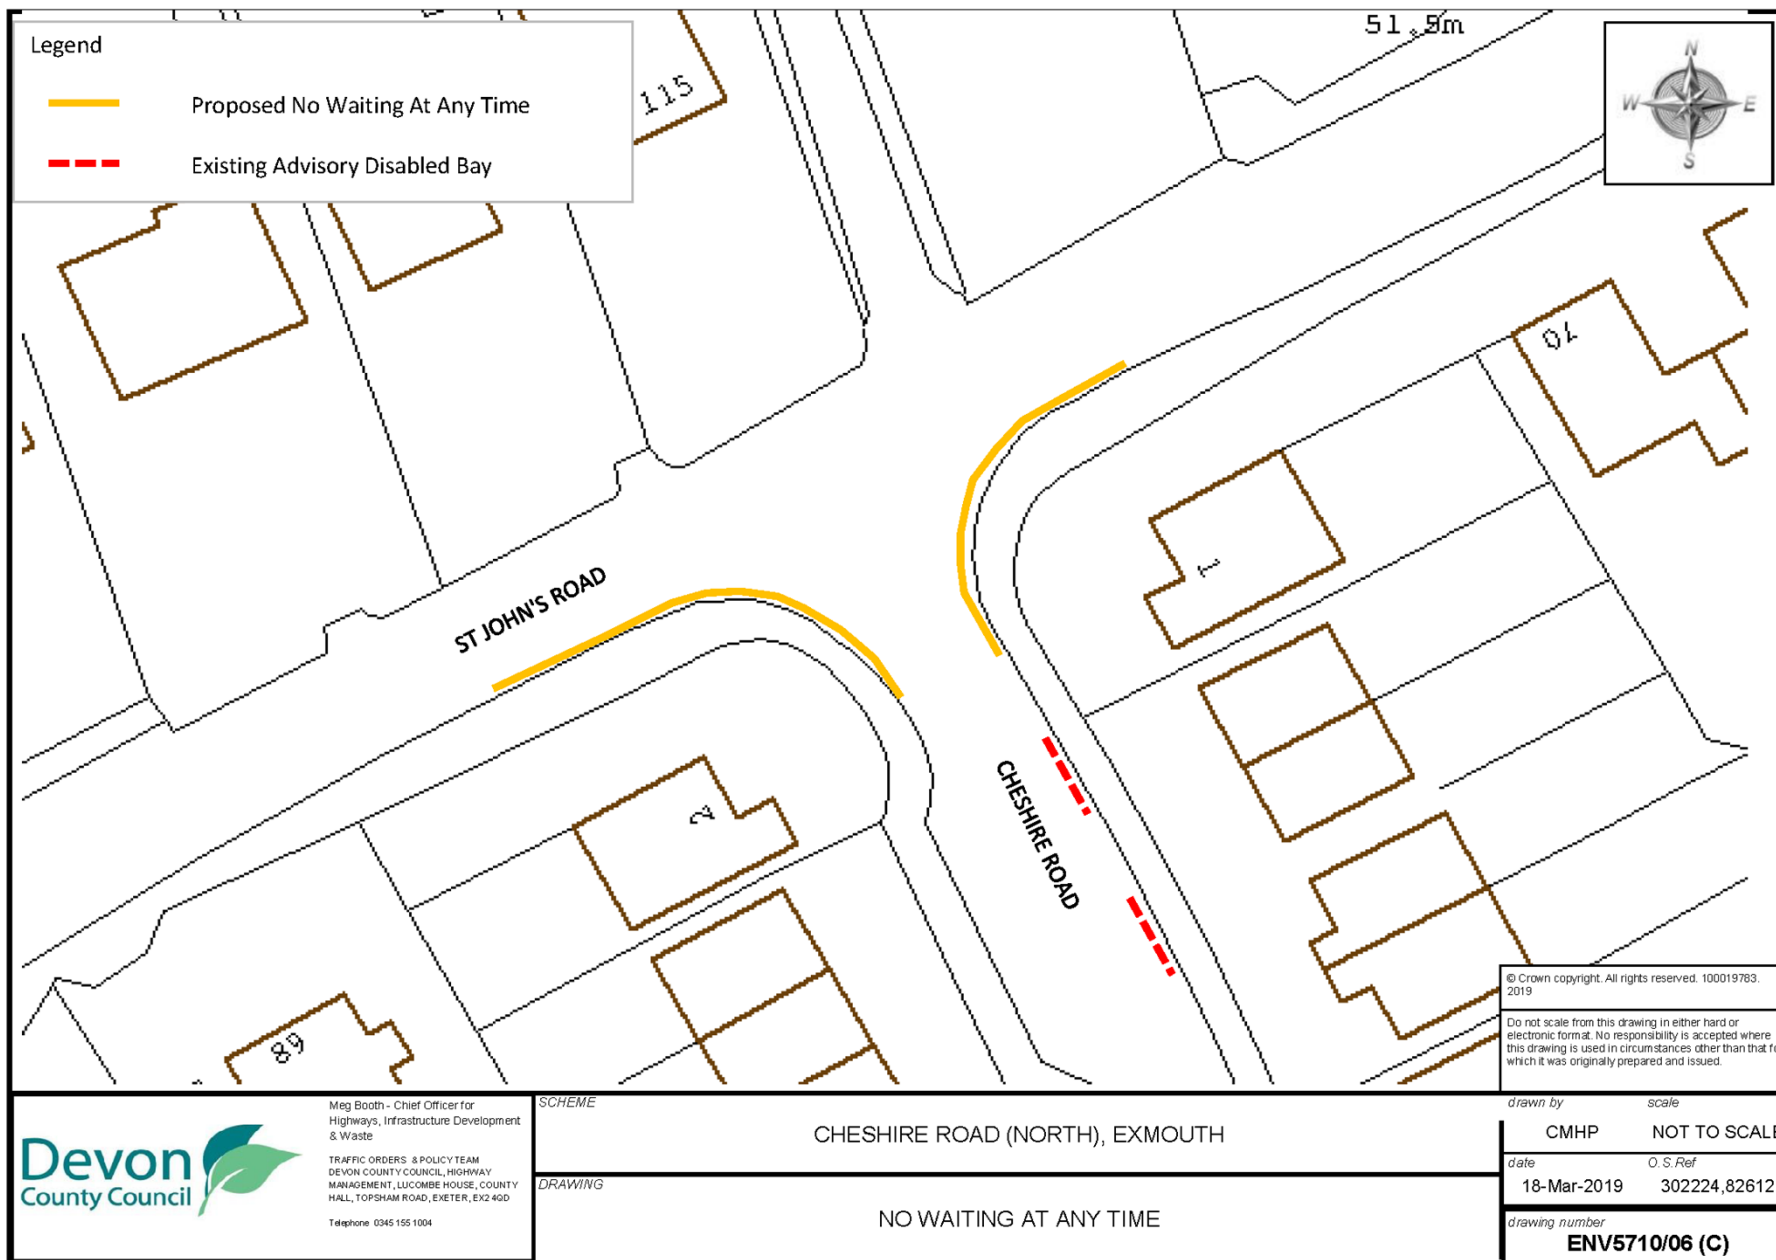 Legend
Proposed No Waiting At Any Time
Existing Advisory Disabled Bay
51.5m
N
W
E
S
115
70
1
ST JOHN'S ROAD
CHESHIRE ROAD
2
89
© Crown copyright. All rights reserved. 100019783.
2019
Do not scale from this drawing in either hard or
electronic format. No responsibility is accepted where
this drawing is used in circumstances other than that fo
which it was originally prepared and issued.
Devon
County Council
Meg Booth - Chief Officer for
Highways, Infrastructure Development
& Waste
TRAFFIC ORDERS & POLICY TEAM
DEVON COUNTY COUNCIL, HIGHWAY
MANAGEMENT, LUCOMBE HOUSE, COUNTY
HALL, TOPSHAM ROAD, EXETER, EX2 4QD
Telephone 0345 155 1004
SCHEME
CHESHIRE ROAD (NORTH), EXMOUTH
DRAWING
NO WAITING AT ANY TIME
drawn by
scale
CMHP
NOT TO SCALE
date
O.S.Ref
18-Mar-2019
302224,82612
drawing number
ENV5710/06 (C)